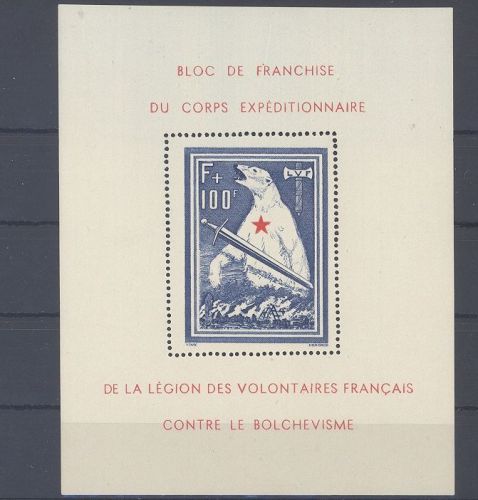 BLOC DE FRANCHISE
DU CORPS EXPÉDITIONNAIRE
F+
100F
LVF
DE LA LÉGION DES VOLONTAIRES FRANÇAIS
CONTRE LE BOLCHEVISME